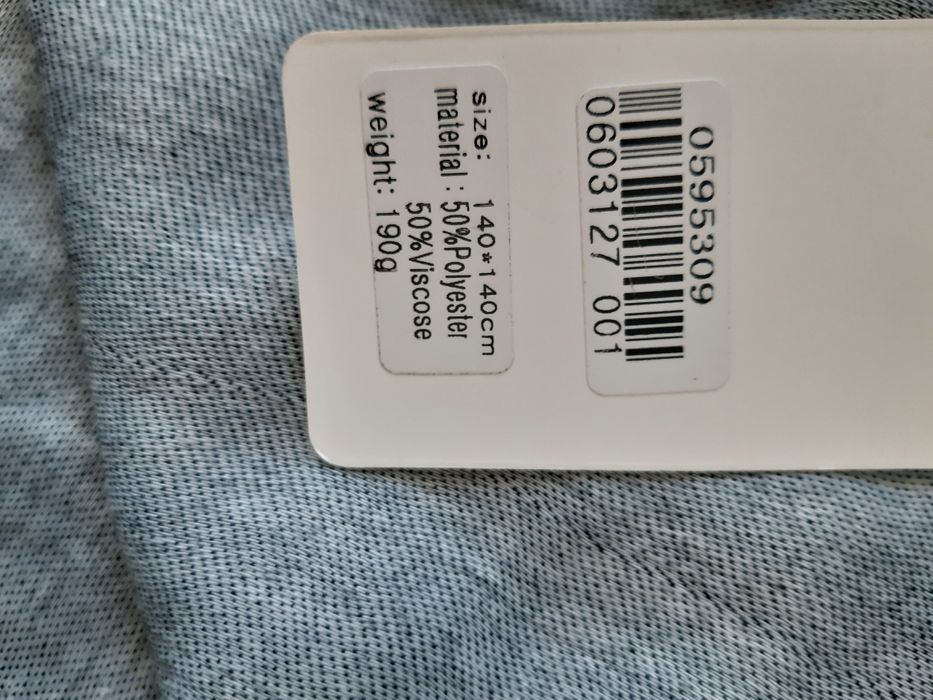 0595309
0603127 001
size: 140*140cm
material : 50%Polyester
50%Viscose
weight: 190g